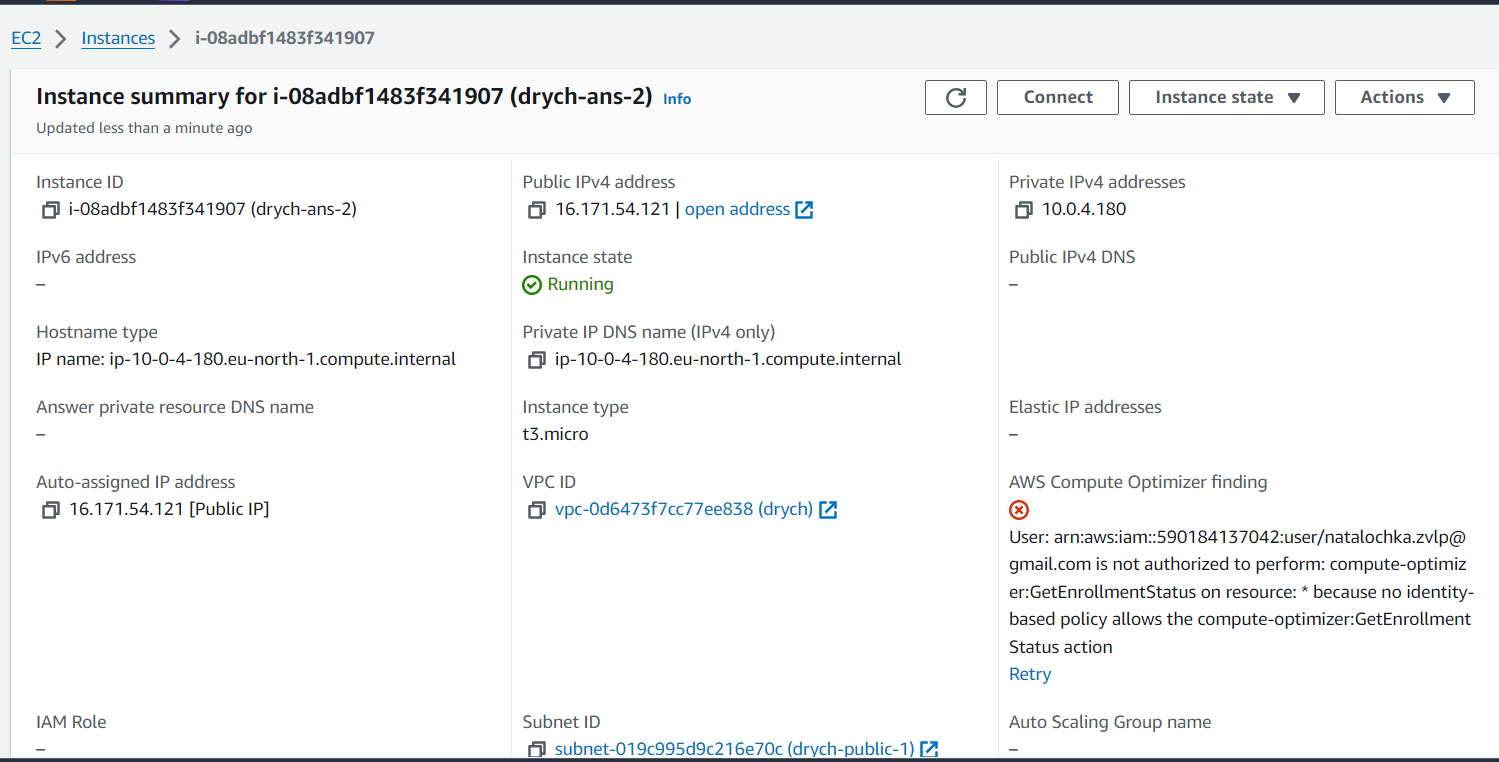 EC2 > Instances > i-08adbf1483f341907
Instance summary for i-08adbf1483f341907 (drych-ans-2) Info
Updated less than a minute ago
Connect
Instance state
Actions
Instance ID
i-08adbf1483f341907 (drych-ans-2)
Public IPv4 address
16.171.54.121 | open address
Private IPv4 addresses
10.0.4.180
IPv6 address
–
Instance state
Running
Public IPv4 DNS
–
Hostname type
IP name: ip-10-0-4-180.eu-north-1.compute.internal
Private IP DNS name (IPv4 only)
ip-10-0-4-180.eu-north-1.compute.internal
Answer private resource DNS name
–
Instance type
t3.micro
Elastic IP addresses
–
Auto-assigned IP address
16.171.54.121 [Public IP]
VPC ID
vpc-0d6473f7cc77ee838 (drych)
AWS Compute Optimizer finding
User: arn:aws:iam::590184137042:user/natalochka.zvlp@
gmail.com is not authorized to perform: compute-optimiz
er:GetEnrollmentStatus on resource: * because no identity-
based policy allows the compute-optimizer:GetEnrollment
Status action
Retry
IAM Role
–
Subnet ID
subnet-019c995d9c216e70c (drych-public-1)
Auto Scaling Group name
–